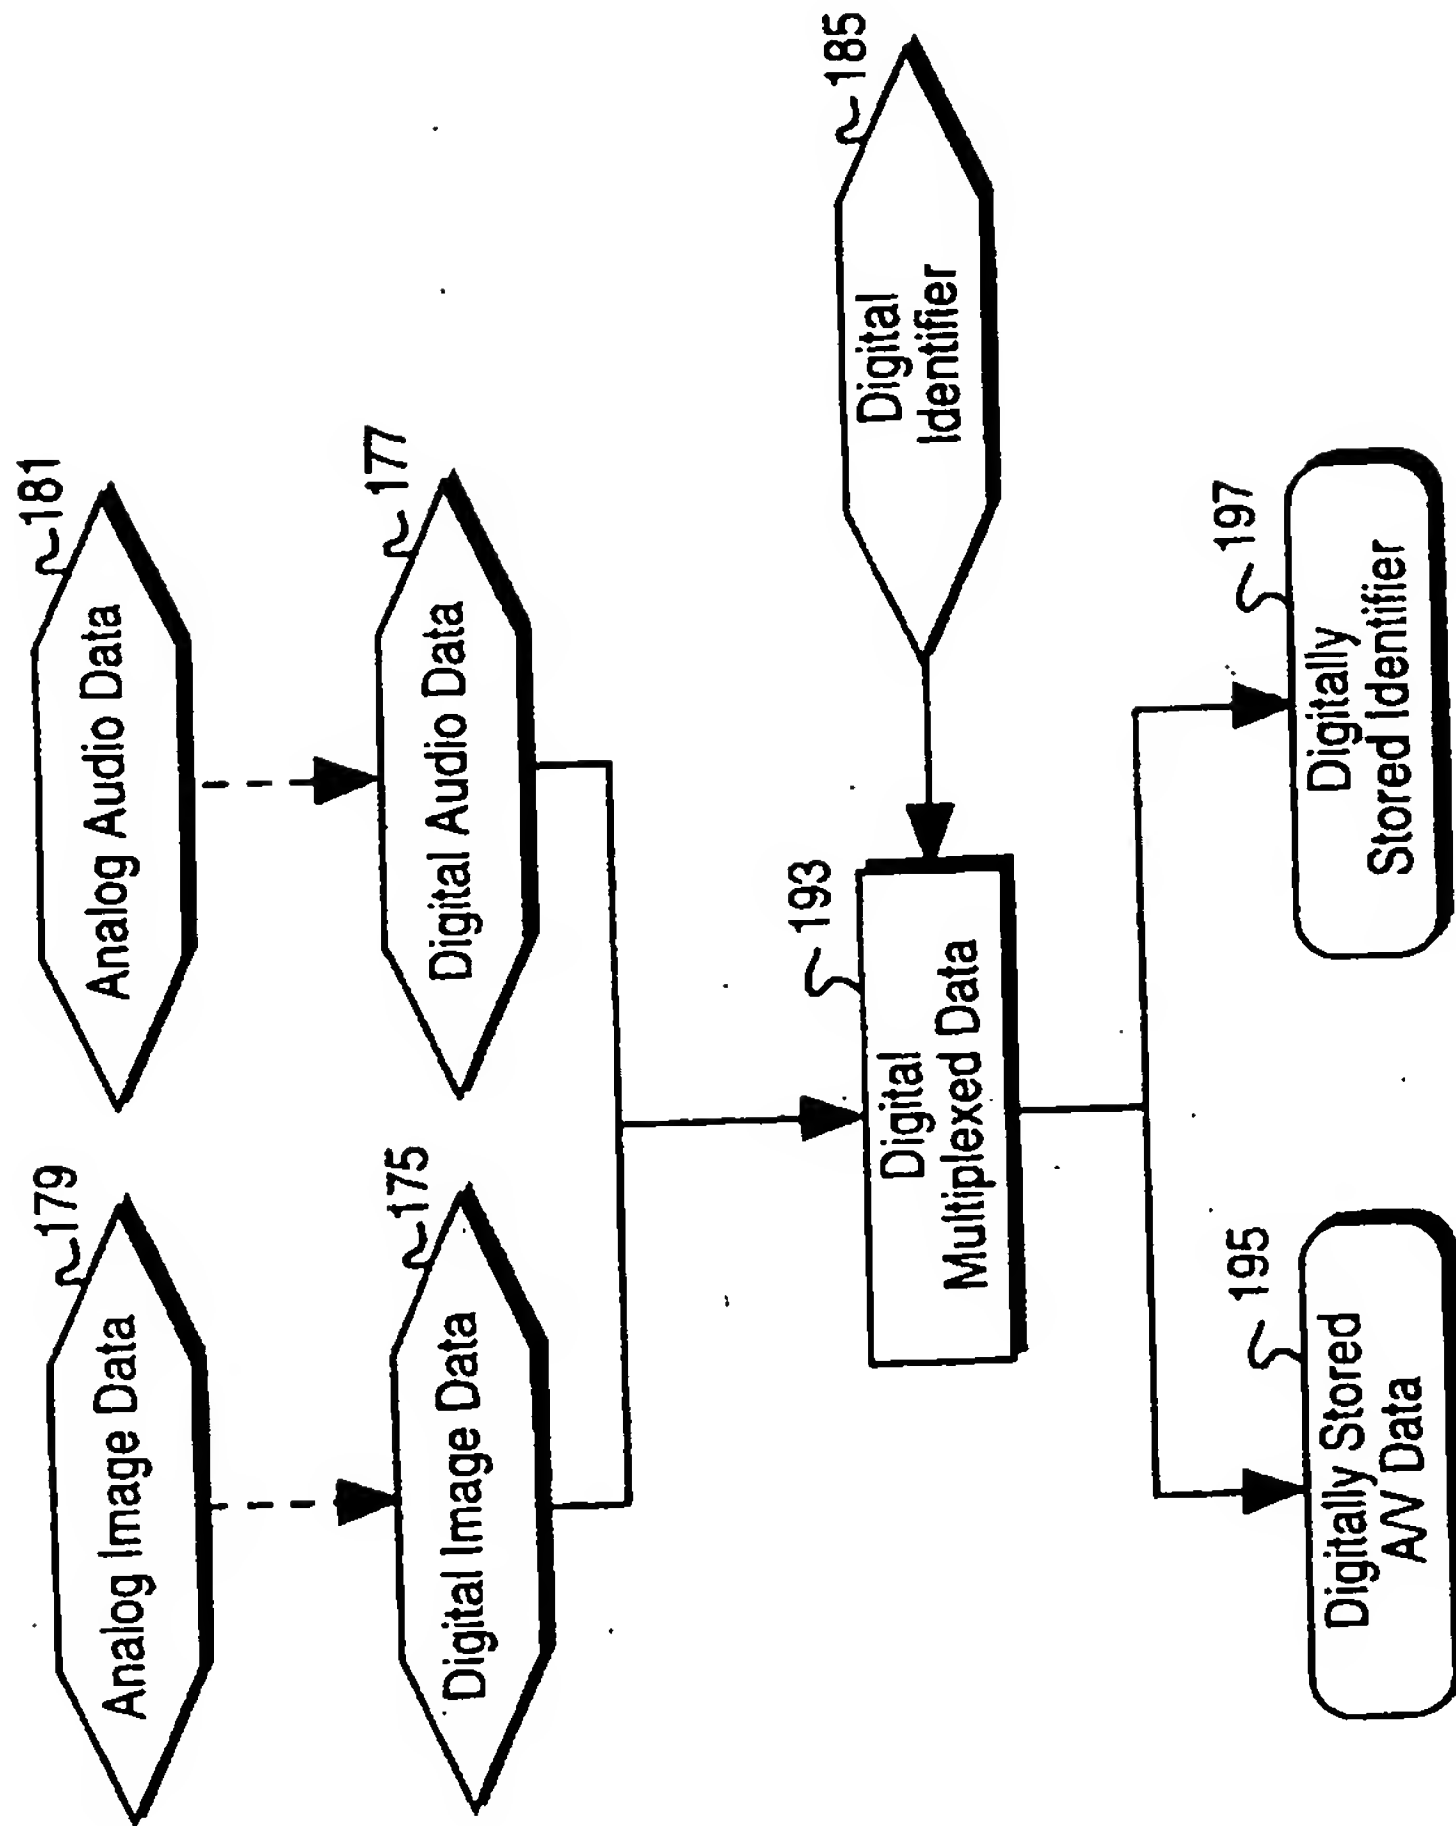 179
Analog Image Data
181
Analog Audio Data
175
Digital Image Data
177
Digital Audio Data
193
Digital
Multiplexed Data
185
Digital
Identifier
195
Digitally Stored
A/V Data
197
Digitally
Stored Identifier